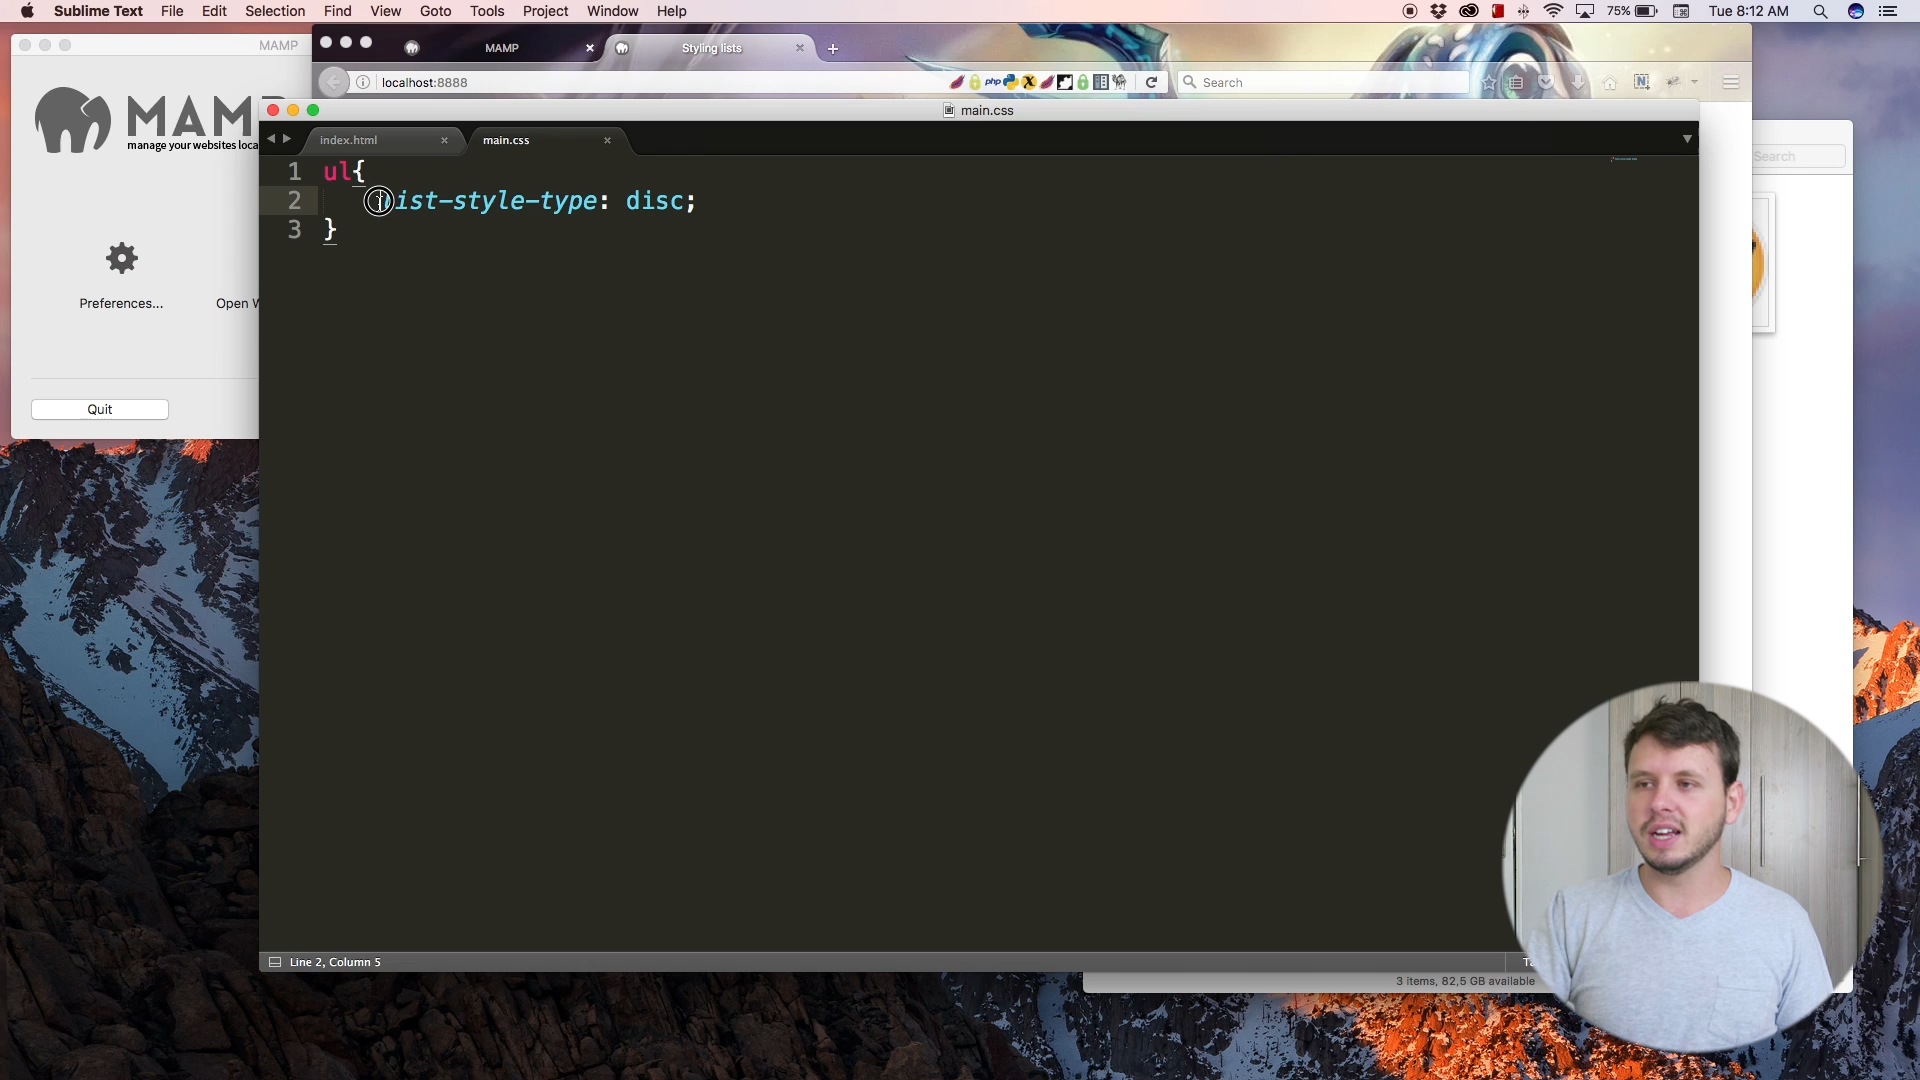 Sublime Text File Edit Selection Find View Goto Tools Project Window Help 75% Tue 8:12 AM
MAMP
MAMP
Styling lists
localhost:8888
php
Search
MAMP
manage your websites loca
main.css
index.html
main.css
Search
1 ul{
2 list-style-type: disc;
3 }
Preferences...
Open W
Quit
Line 2, Column 5
3 items, 82,5 GB available